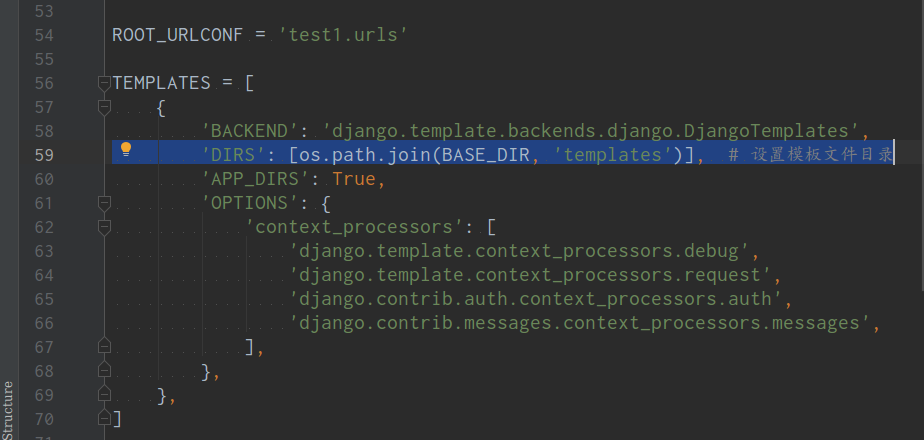 53
54 ROOT_URLCONF = 'test1.urls'
55
56 TEMPLATES = [
57     {
58         'BACKEND': 'django.template.backends.django.DjangoTemplates',
59         'DIRS': [os.path.join(BASE_DIR, 'templates')],  # 设置模板文件目录
60         'APP_DIRS': True,
61         'OPTIONS': {
62             'context_processors': [
63                 'django.template.context_processors.debug',
64                 'django.template.context_processors.request',
65                 'django.contrib.auth.context_processors.auth',
66                 'django.contrib.messages.context_processors.messages',
67             ],
68         },
69     },
70 ]
Structure